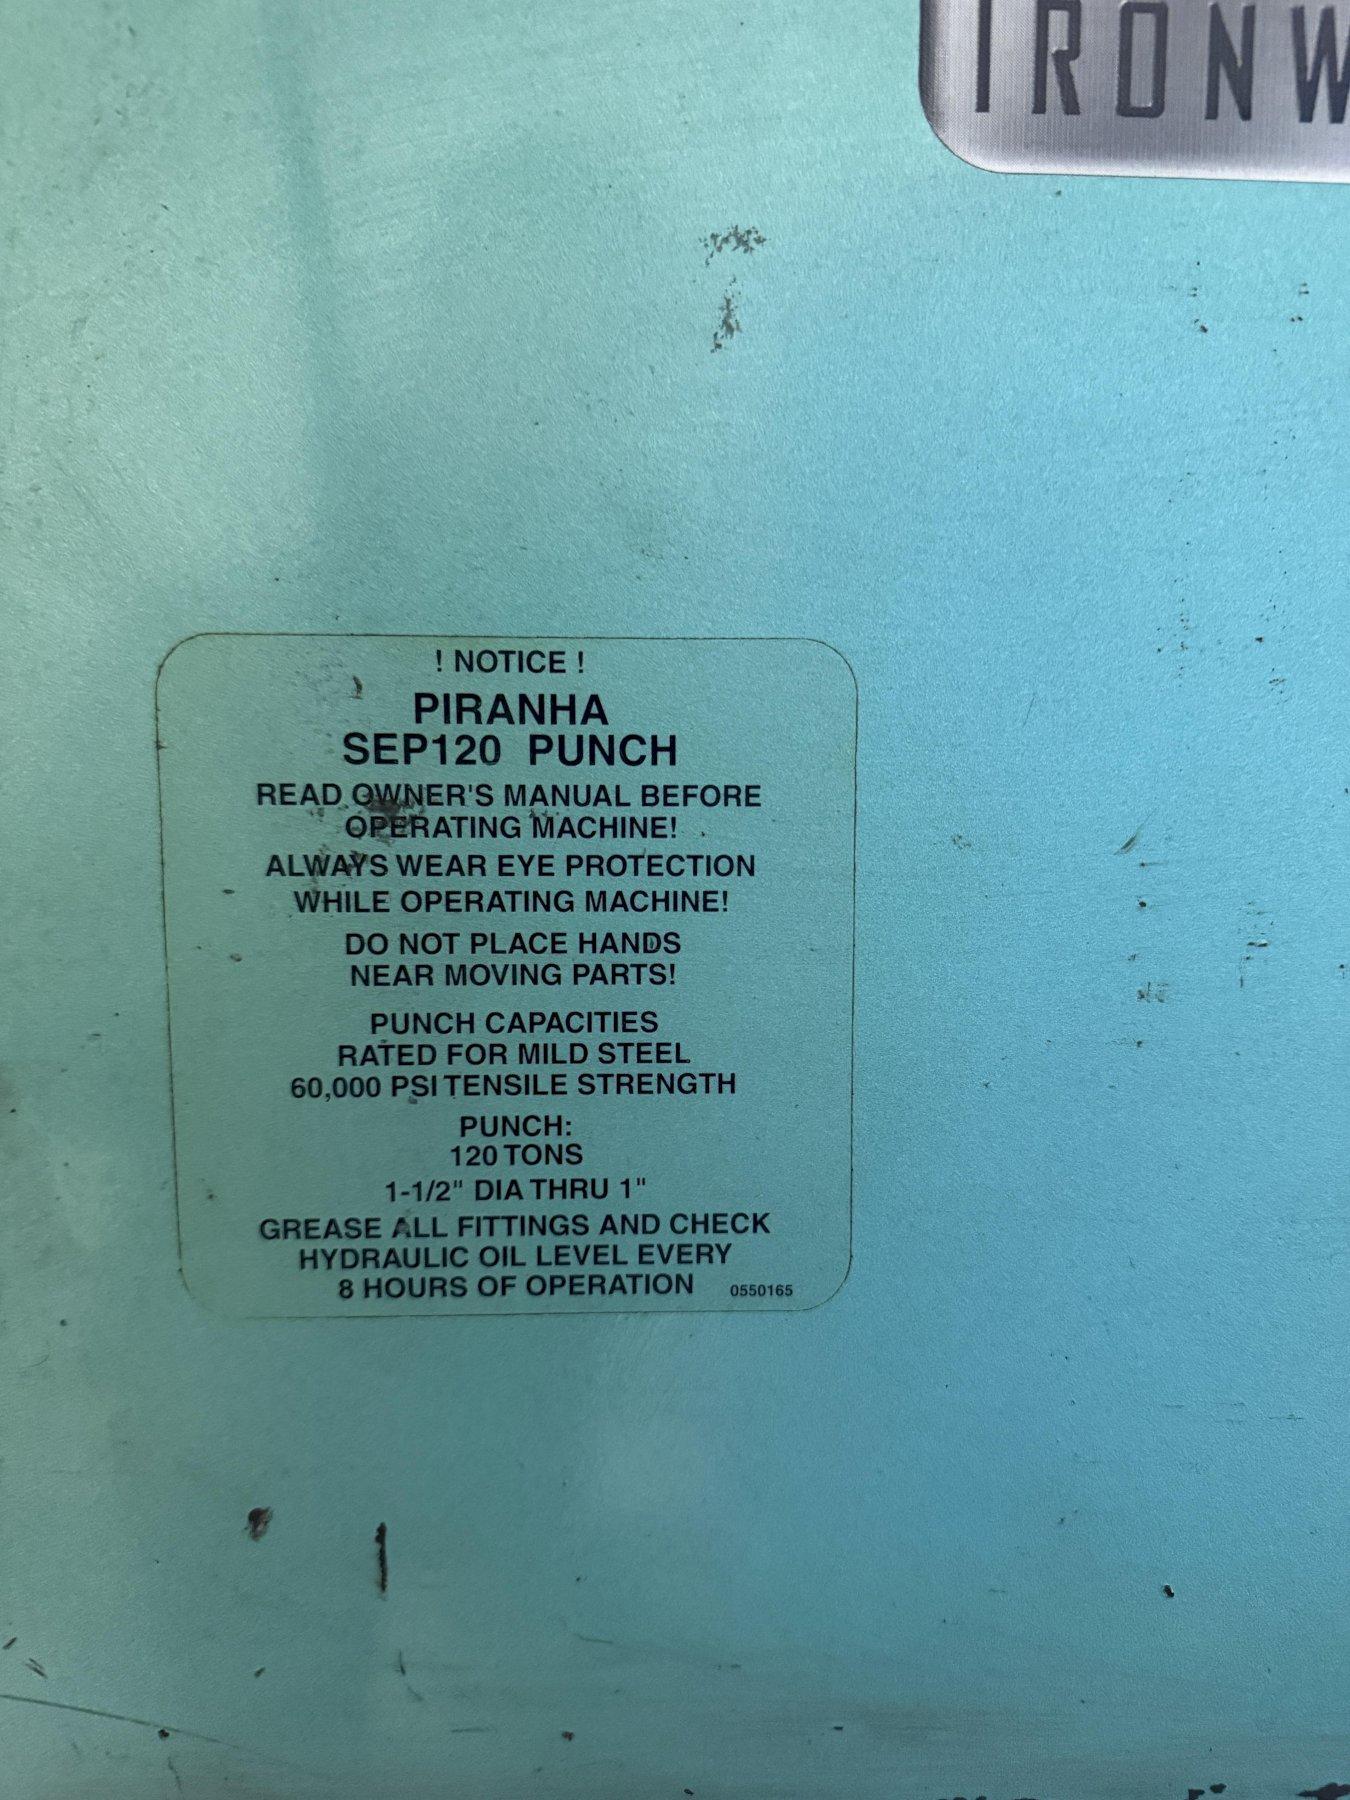 IRONW
! NOTICE !
PIRANHA
SEP120 PUNCH
READ OWNER'S MANUAL BEFORE
OPERATING MACHINE!
ALWAYS WEAR EYE PROTECTION
WHILE OPERATING MACHINE!
DO NOT PLACE HANDS
NEAR MOVING PARTS!
PUNCH CAPACITIES
RATED FOR MILD STEEL
60,000 PSI TENSILE STRENGTH
PUNCH:
120 TONS
1-1/2" DIA THRU 1"
GREASE ALL FITTINGS AND CHECK
HYDRAULIC OIL LEVEL EVERY
8 HOURS OF OPERATION 0550165